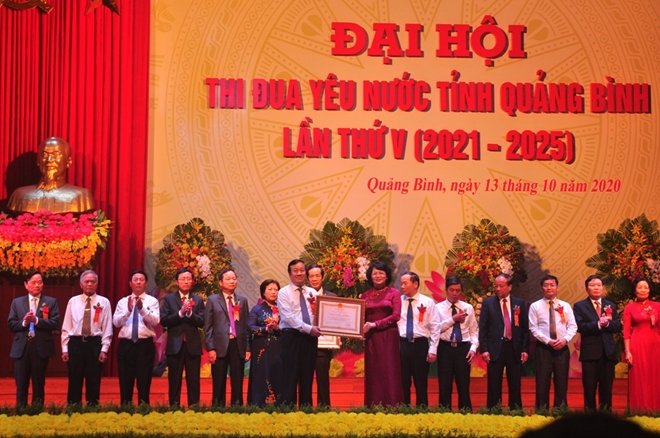 ĐẠI HỘI
THI ĐUA YÊU NƯỚC TỈNH QUẢNG BÌNH
LẦN THỨ V (2021 - 2025)
Quảng Bình, ngày 13 tháng 10 năm 2020